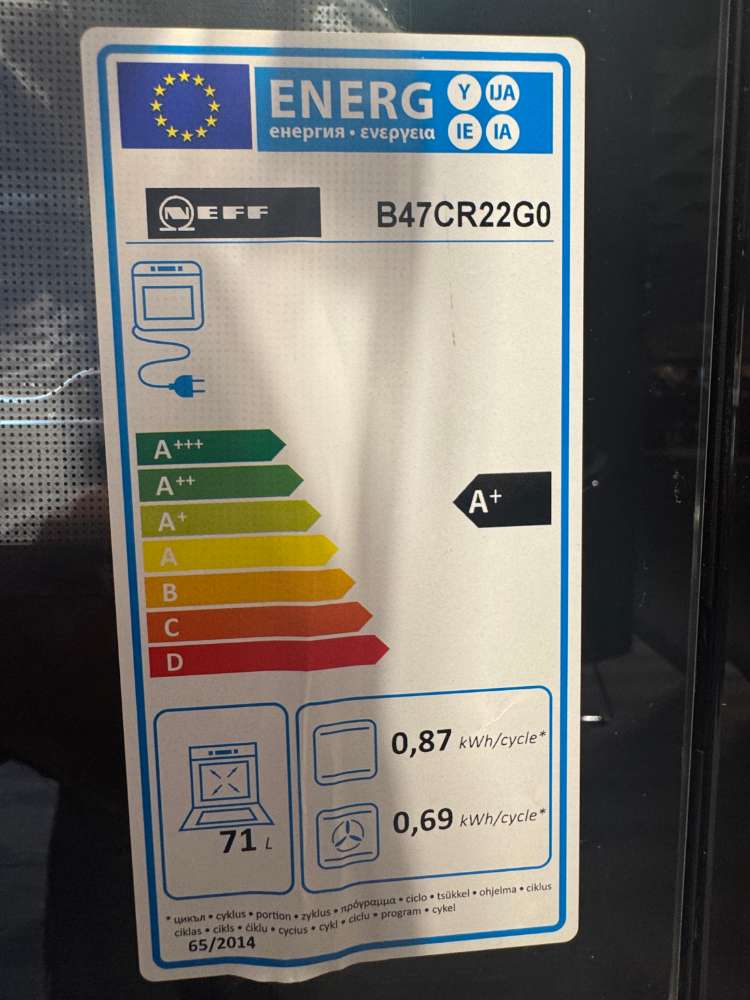 ENERG Y IJA
енергия • ενεργεια IE IA
NEFF B47CR22G0
A+++
A++
A+
A+
A
B
C
D
0,87 kWh/cycle*
0,69 kWh/cycle*
71 L
* цикъл • cyklus • portion • zyklus • πρόγραμμα • ciclo • tsükkel • ohjelma • ciklus
ciklas • cikls • ċiklu • cyclus • cykl • ciclu • program • cykel
65/2014